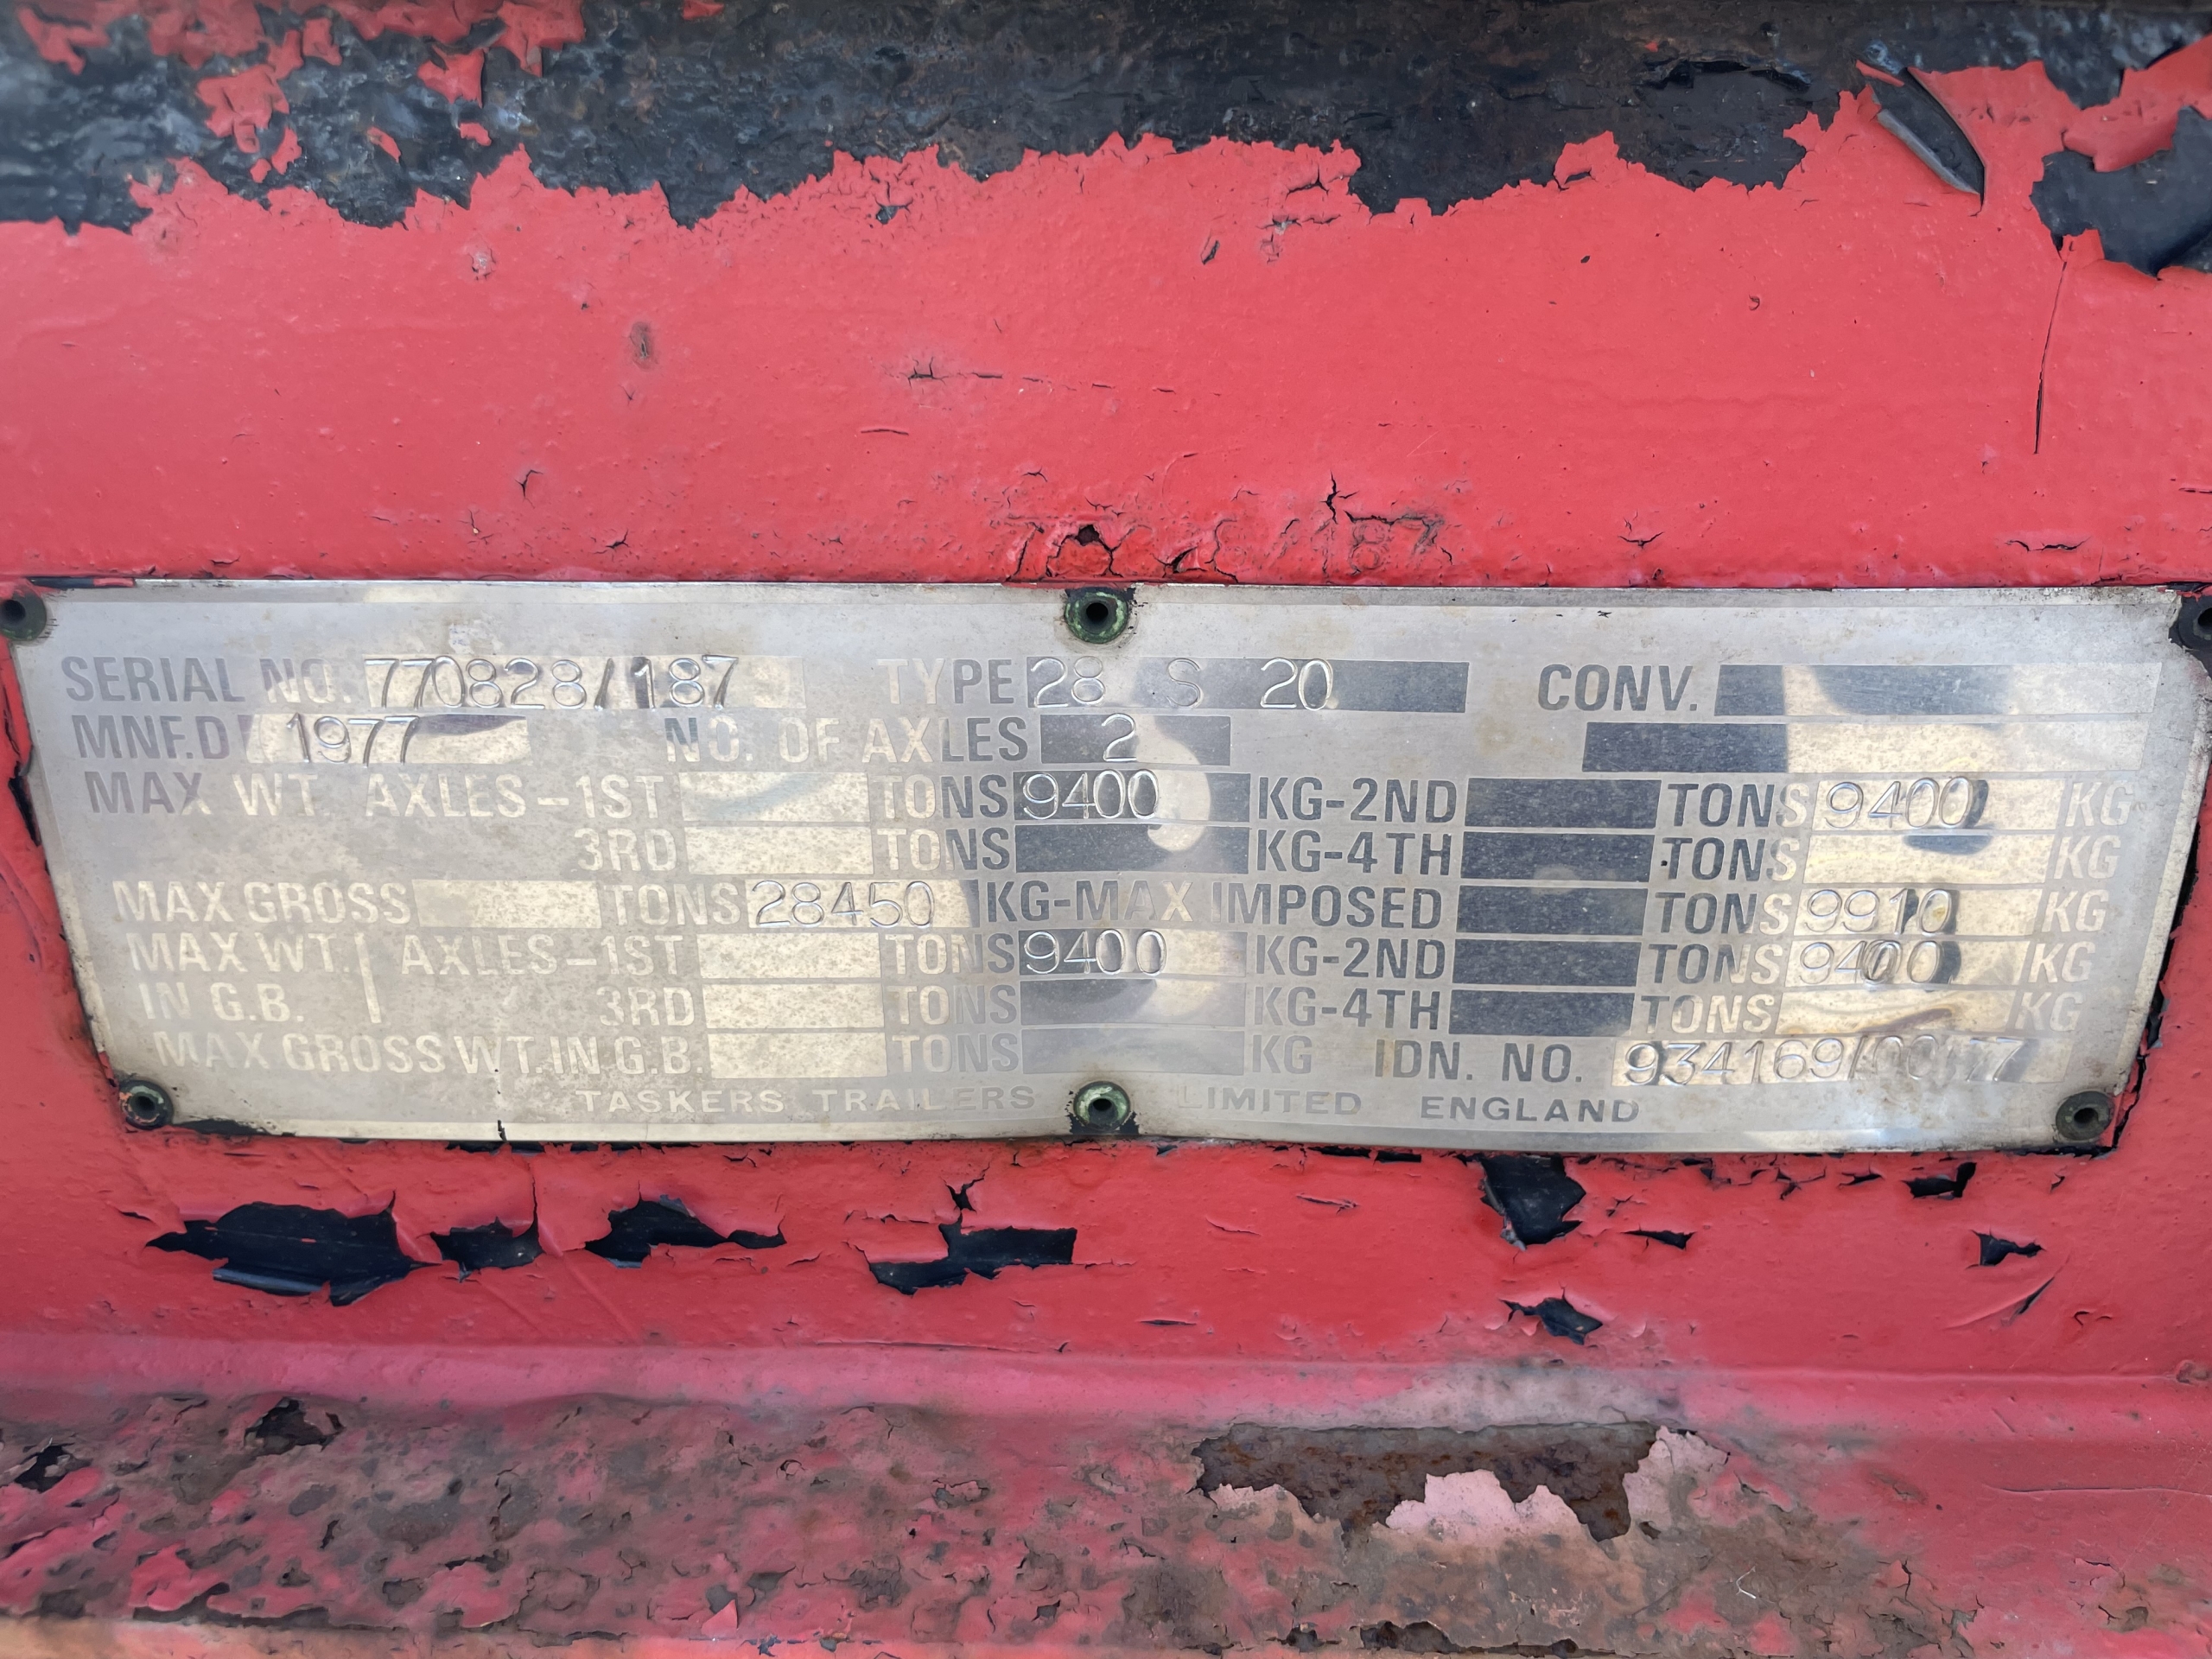 /187
SERIAL NO. 770828/187 TYPE 28 S 20 CONV.
MNF.D 1977 NO. OF AXLES 2
MAX WT. AXLES-1ST TONS 9400 KG-2ND TONS 9400 KG
3RD TONS KG-4TH TONS KG
MAX GROSS TONS 28450 KG-MAX IMPOSED TONS 9910 KG
MAX WT. AXLES-1ST TONS 9400 KG-2ND TONS 9400 KG
IN G.B. 3RD TONS KG-4TH TONS KG
MAX GROSS WT. IN G.B. TONS KG IDN. NO.
TASKERS TRAILERS LIMITED ENGLAND